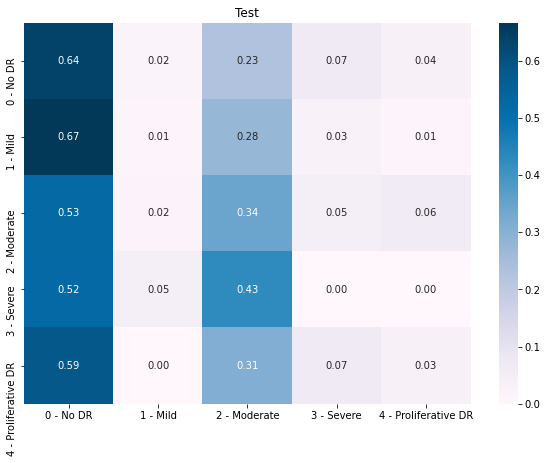 Test
0 - No DR
0.64 0.02 0.23 0.07 0.04
1 - Mild
0.67 0.01 0.28 0.03 0.01
2 - Moderate
0.53 0.02 0.34 0.05 0.06
3 - Severe
0.52 0.05 0.43 0.00 0.00
4 - Proliferative DR
0.59 0.00 0.31 0.07 0.03
0 - No DR 1 - Mild 2 - Moderate 3 - Severe 4 - Proliferative DR
0.6
0.5
0.4
0.3
0.2
0.1
0.0